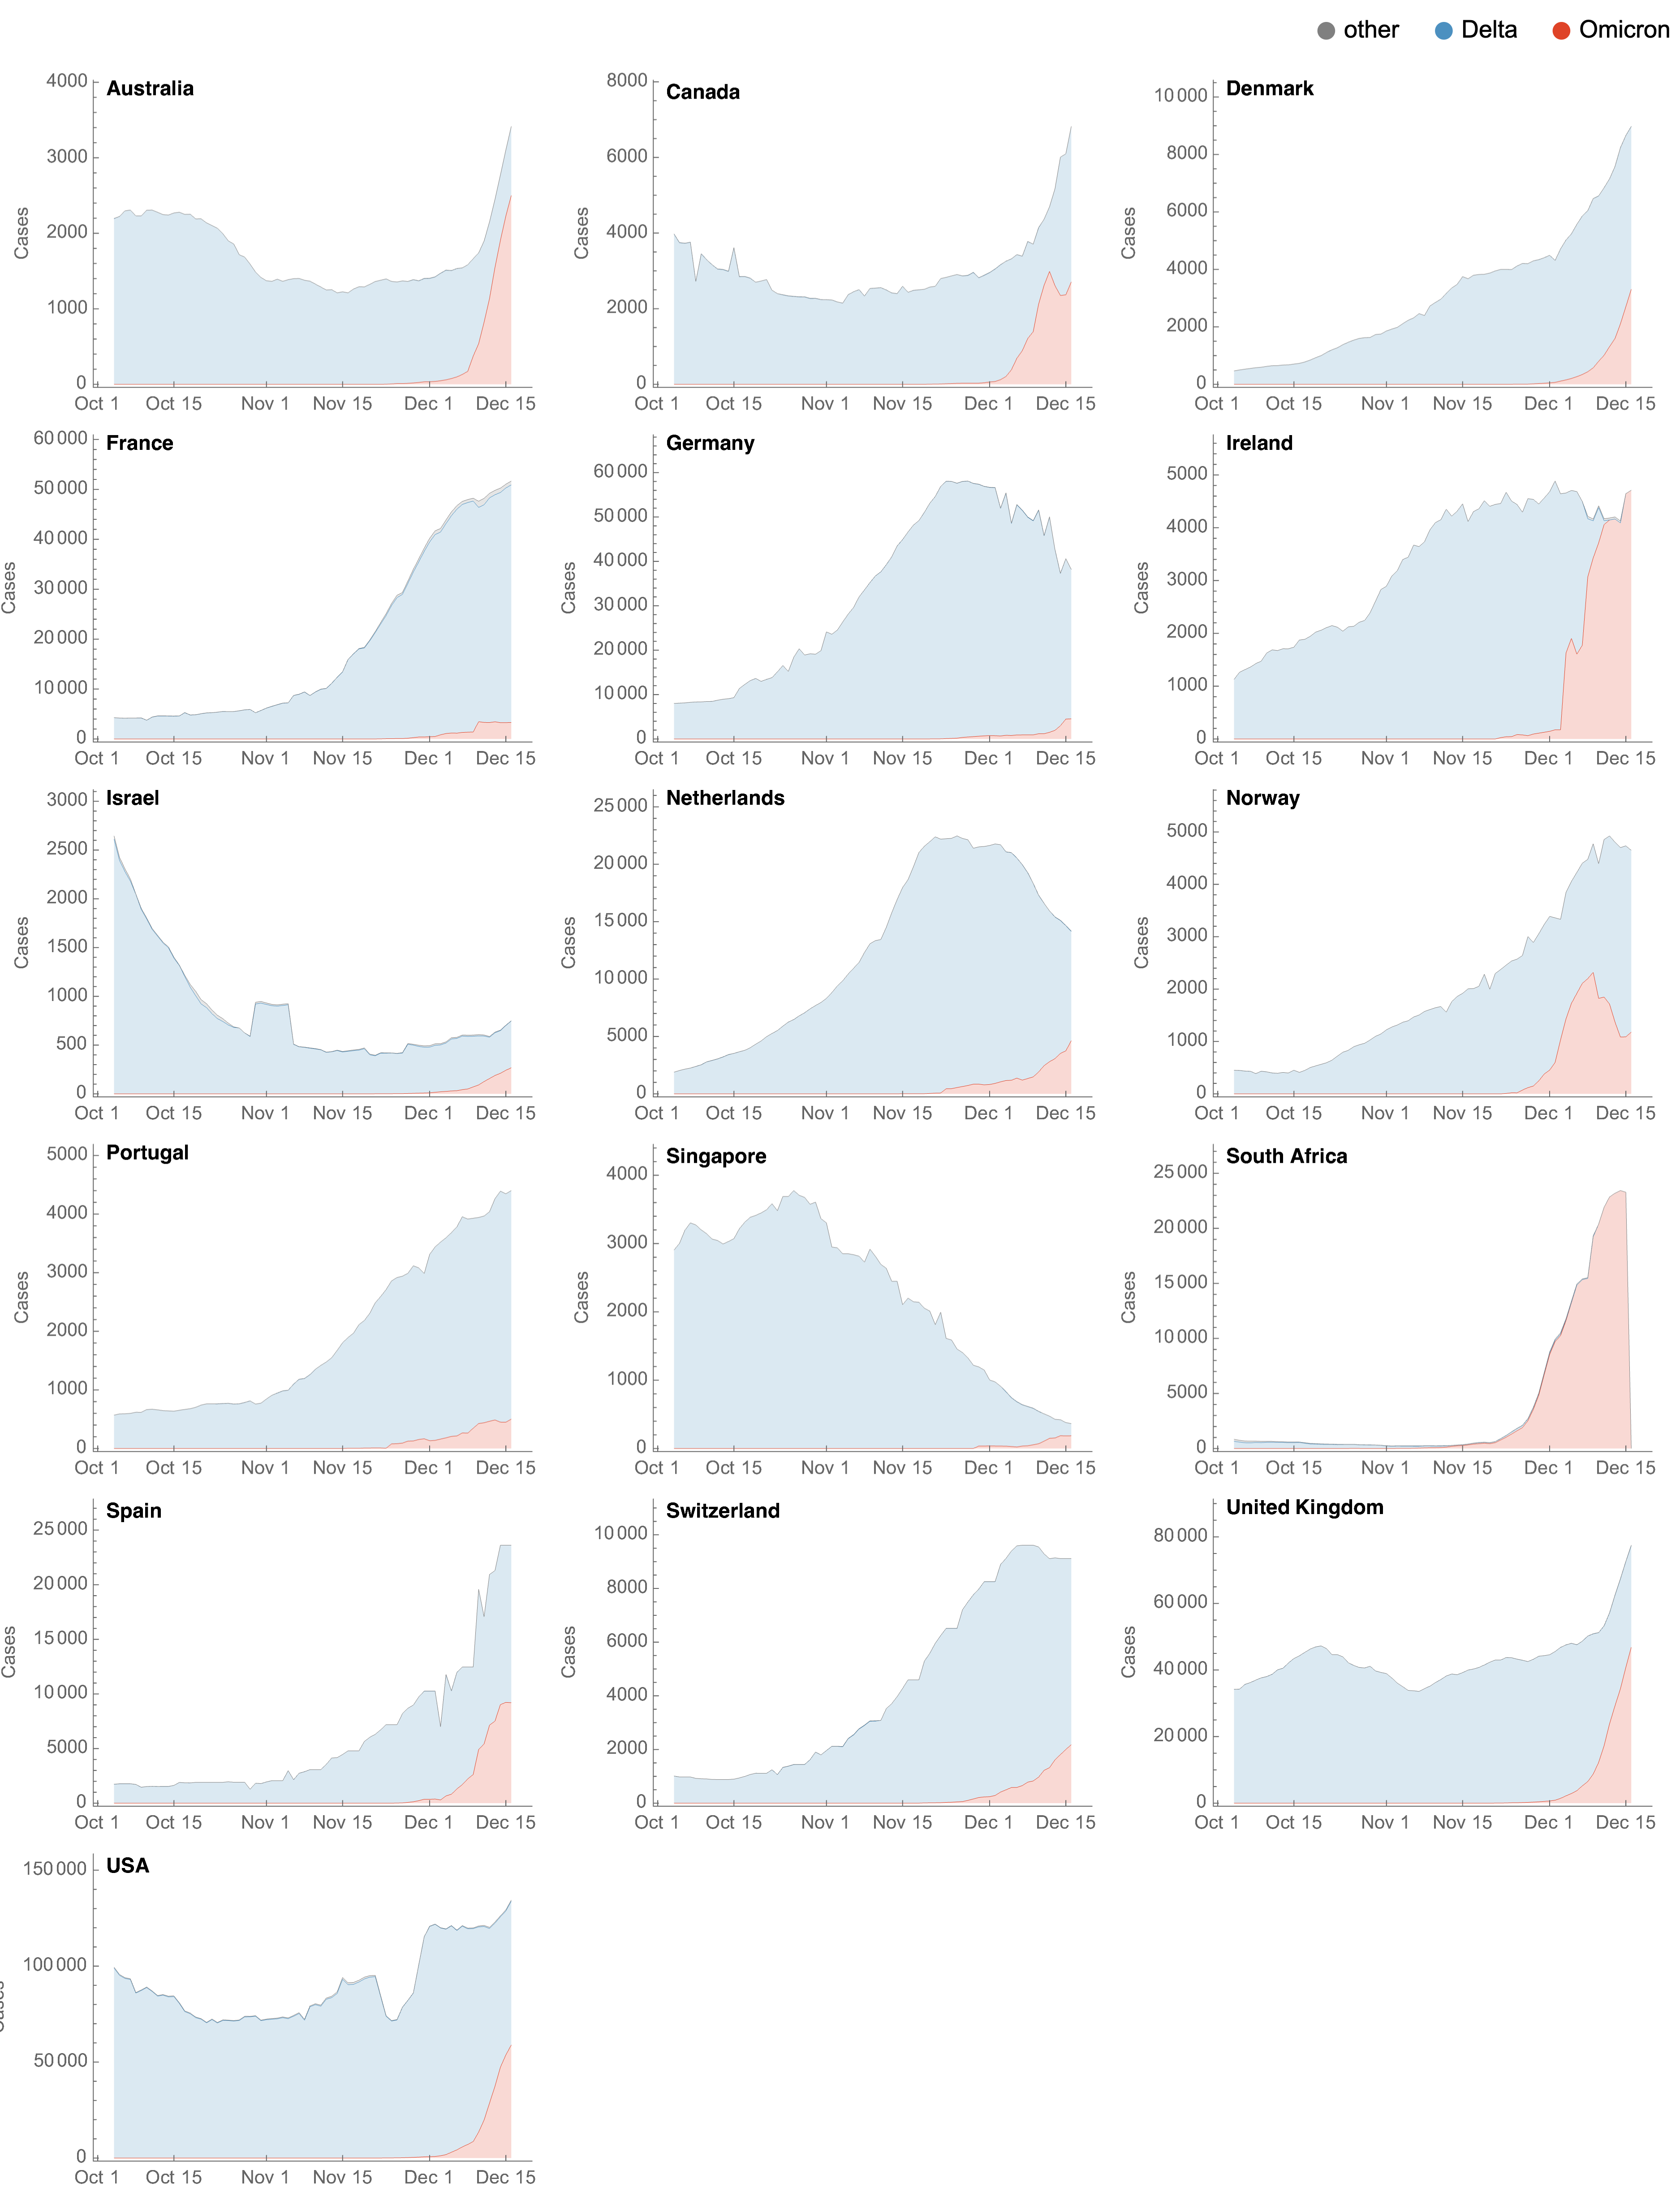 other Delta Omicron
Australia
4000
3000
2000
1000
0
Cases
Oct 1 Oct 15 Nov 1 Nov 15 Dec 1 Dec 15
Canada
8000
6000
4000
2000
0
Cases
Oct 1 Oct 15 Nov 1 Nov 15 Dec 1 Dec 15
Denmark
10 000
8000
6000
4000
2000
0
Cases
Oct 1 Oct 15 Nov 1 Nov 15 Dec 1 Dec 15
France
60 000
50 000
40 000
30 000
20 000
10 000
0
Cases
Oct 1 Oct 15 Nov 1 Nov 15 Dec 1 Dec 15
Germany
60 000
50 000
40 000
30 000
20 000
10 000
0
Cases
Oct 1 Oct 15 Nov 1 Nov 15 Dec 1 Dec 15
Ireland
5000
4000
3000
2000
1000
0
Cases
Oct 1 Oct 15 Nov 1 Nov 15 Dec 1 Dec 15
Israel
3000
2500
2000
1500
1000
500
0
Cases
Oct 1 Oct 15 Nov 1 Nov 15 Dec 1 Dec 15
Netherlands
25 000
20 000
15 000
10 000
5000
0
Cases
Oct 1 Oct 15 Nov 1 Nov 15 Dec 1 Dec 15
Norway
5000
4000
3000
2000
1000
0
Cases
Oct 1 Oct 15 Nov 1 Nov 15 Dec 1 Dec 15
Portugal
5000
4000
3000
2000
1000
0
Cases
Oct 1 Oct 15 Nov 1 Nov 15 Dec 1 Dec 15
Singapore
4000
3000
2000
1000
0
Cases
Oct 1 Oct 15 Nov 1 Nov 15 Dec 1 Dec 15
South Africa
25 000
20 000
15 000
10 000
5000
0
Cases
Oct 1 Oct 15 Nov 1 Nov 15 Dec 1 Dec 15
Spain
25 000
20 000
15 000
10 000
5000
0
Cases
Oct 1 Oct 15 Nov 1 Nov 15 Dec 1 Dec 15
Switzerland
10 000
8000
6000
4000
2000
0
Cases
Oct 1 Oct 15 Nov 1 Nov 15 Dec 1 Dec 15
United Kingdom
80 000
60 000
40 000
20 000
0
Cases
Oct 1 Oct 15 Nov 1 Nov 15 Dec 1 Dec 15
USA
150 000
100 000
50 000
0
Oct 1 Oct 15 Nov 1 Nov 15 Dec 1 Dec 15